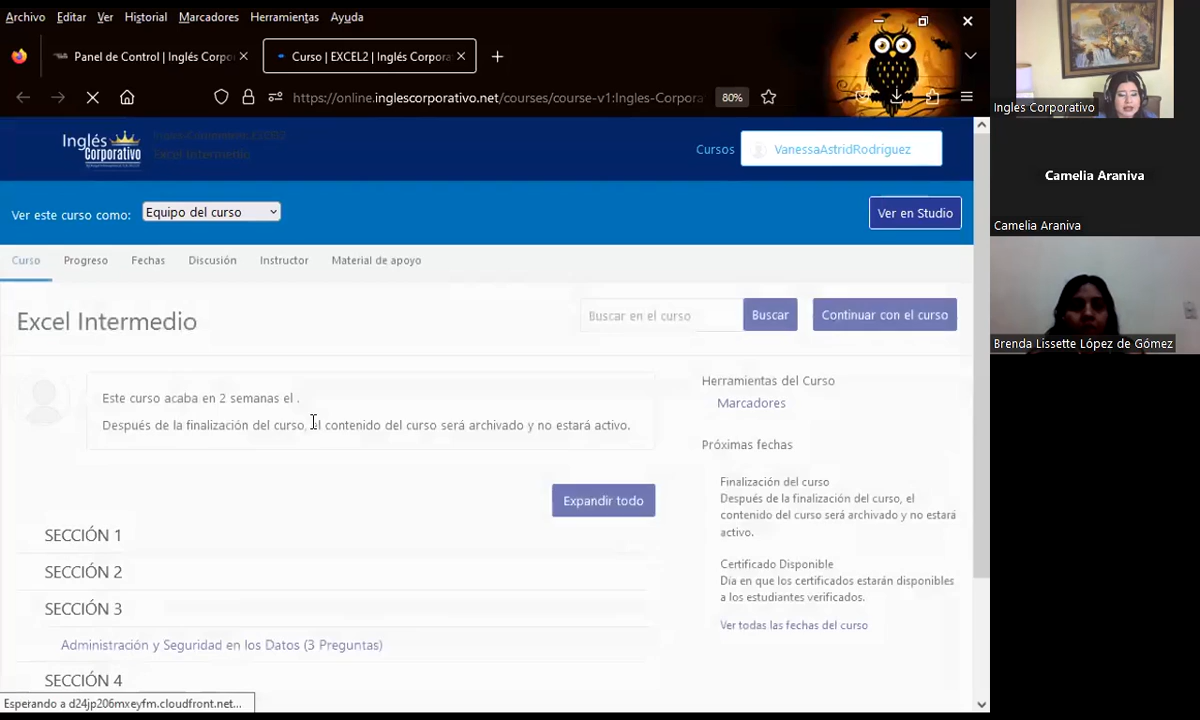 Archivo Editar Ver Historial Marcadores Herramientas Ayuda
Panel de Control | Inglés Corpo
Curso | EXCEL2 | Inglés Corpora
https://online.inglescorporativo.net/courses/course-v1:Ingles-Corpora
80%
Inglés
Corporativo
Excel Intermedio
Cursos
VanessaAstridRodriguez
Ver este curso como:
Equipo del curso
Ver en Studio
Curso Progreso Fechas Discusión Instructor Material de apoyo
Excel Intermedio
Buscar en el curso
Buscar
Continuar con el curso
Este curso acaba en 2 semanas el .
Después de la finalización del curso, el contenido del curso será archivado y no estará activo.
Expandir todo
SECCIÓN 1
SECCIÓN 2
SECCIÓN 3
Administración y Seguridad en los Datos (3 Preguntas)
SECCIÓN 4
Herramientas del Curso
Marcadores
Próximas fechas
Finalización del curso
Después de la finalización del curso, el
contenido del curso será archivado y no estará
activo.
Certificado Disponible
Día en que los certificados estarán disponibles
a los estudiantes verificados.
Ver todas las fechas del curso
Esperando a d24jp206mxeyfm.cloudfront.net...
Ingles Corporativo
Camelia Araniva
Camelia Araniva
Brenda Lissette López de Gómez